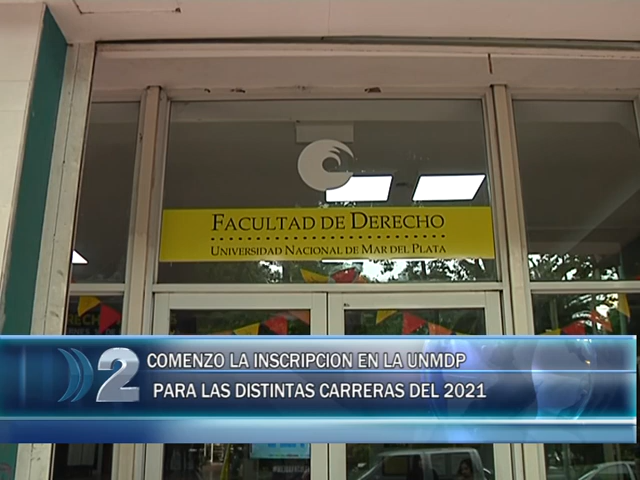 FACULTAD DE DERECHO
UNIVERSIDAD NACIONAL DE MAR DEL PLATA
2
COMENZO LA INSCRIPCION EN LA UNMDP
PARA LAS DISTINTAS CARRERAS DEL 2021